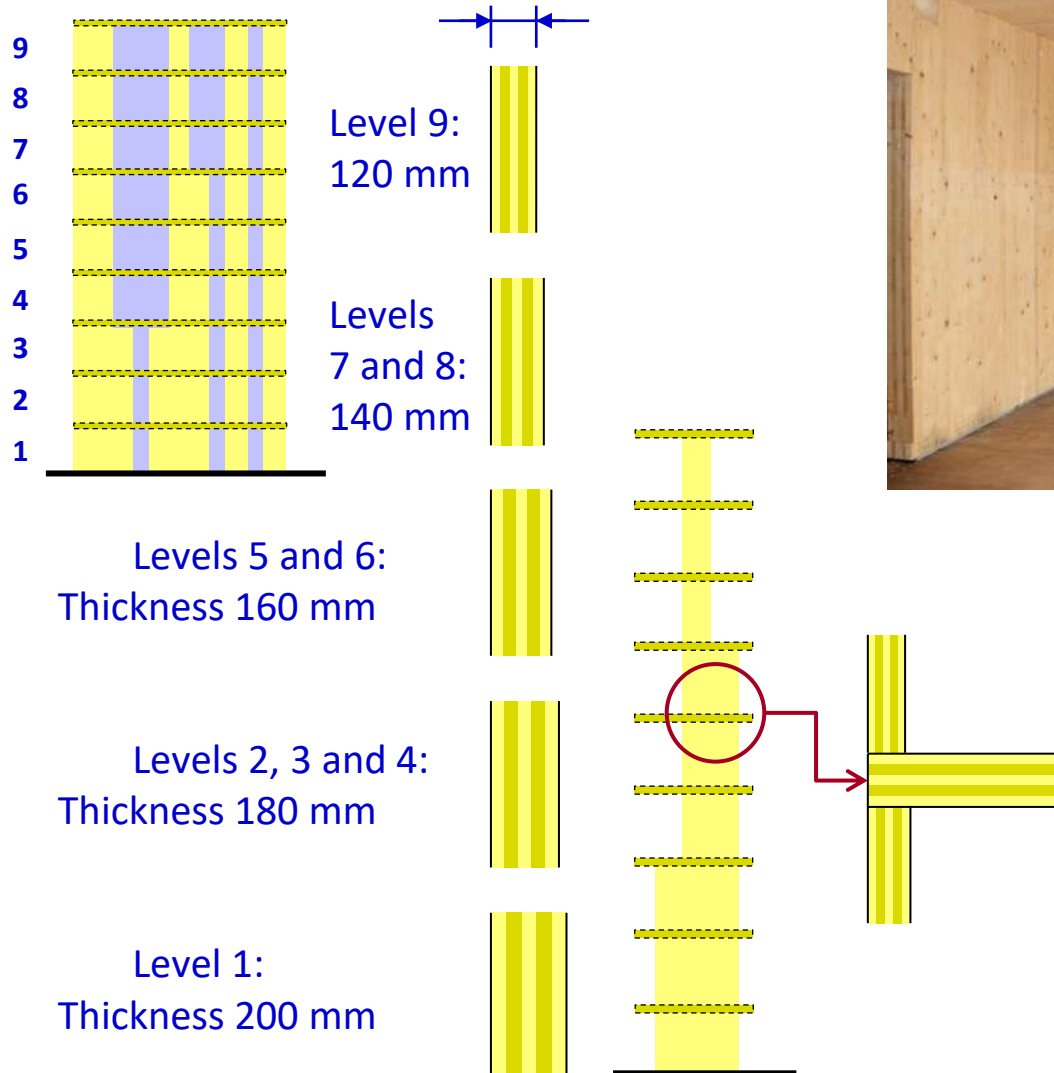 9
8
7
6
5
4
3
2
1
Level 9:
120 mm
Levels
7 and 8:
140 mm
Levels 5 and 6:
Thickness 160 mm
Levels 2, 3 and 4:
Thickness 180 mm
Level 1:
Thickness 200 mm